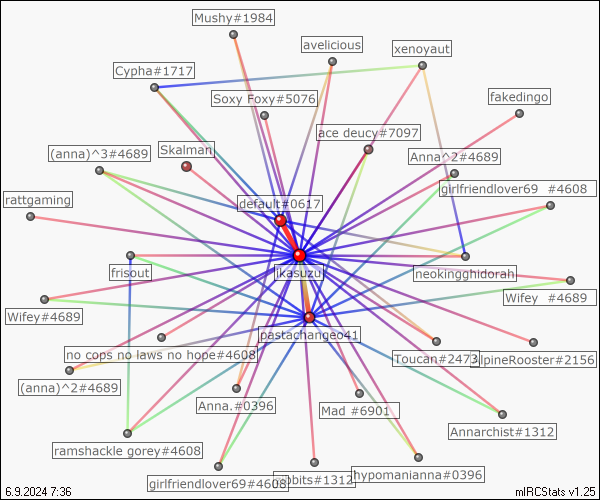 Mushy#1984
avelicious
xenoyaut
Cypha#1717
Soxy Foxy#5076
fakedingo
ace deucy#7097
(anna)^3#4689
Skalman
Anna^2#4689
girlfriendlover69 #4608
rattgaming
default#0617
frisout
ikasuzu
neckingghidorah
Wifey #4689
Wifey#4689
pastachangeo41
no cops no laws no hope#4608
Toucan#2473
lpineRooster#2156
(anna)^2#4689
Anna.#0396
Mad #6901
Annarchist#1312
ramshackle gorey#4608
girlfriendlover69#4608
bbits#1312
hypomanianna#0396
6.9.2024 7:36
mIRCStats v1.25